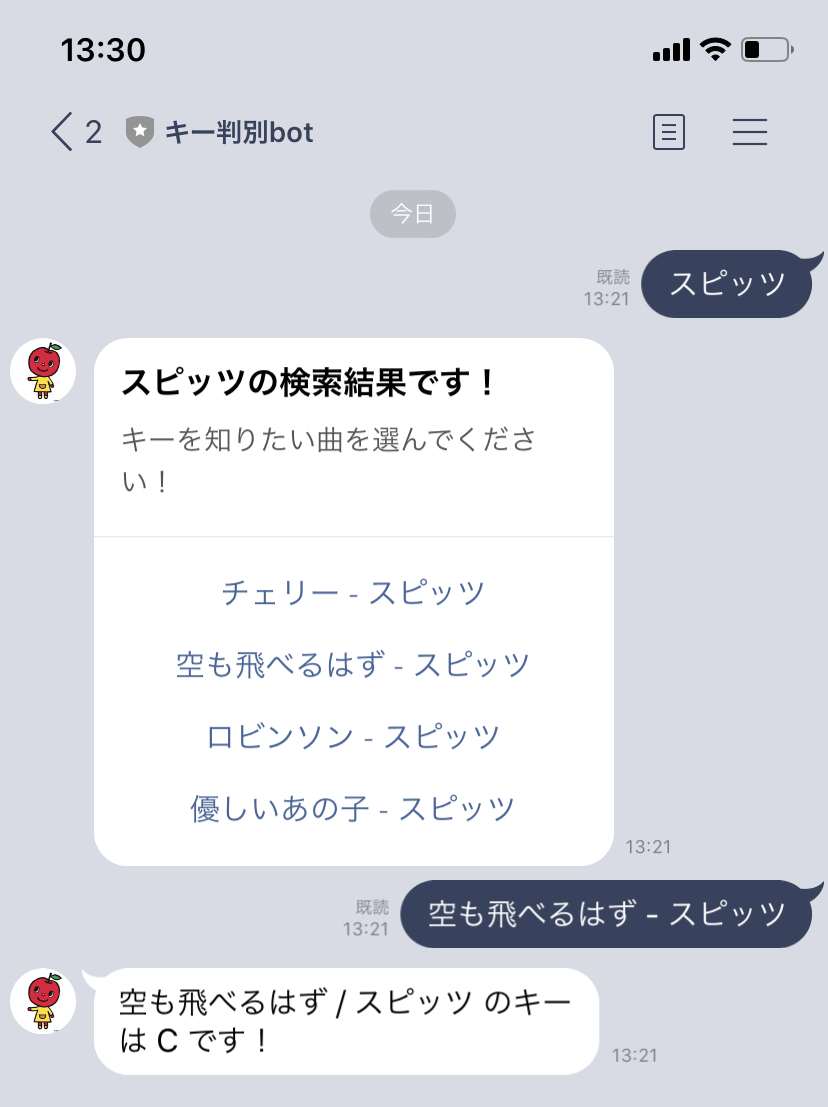 13:30
2 キー判別bot
今日
スピッツ
既読
13:21
スピッツの検索結果です！
キーを知りたい曲を選んでくださ
い！
チェリー - スピッツ
空も飛べるはず - スピッツ
ロビンソン - スピッツ
優しいあの子 - スピッツ
13:21
空も飛べるはず - スピッツ
既読
13:21
空も飛べるはず / スピッツ のキー
は C です！
13:21